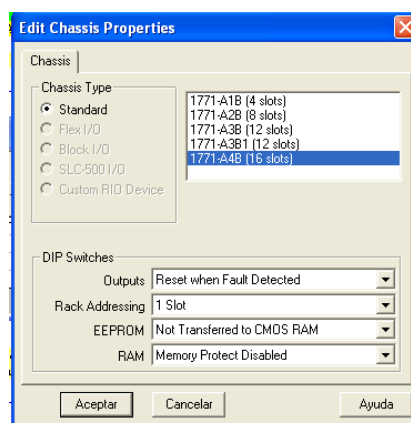 Edit Chassis Properties
Chassis
Chassis Type
Standard
Flex I/O
Block I/O
SLC-500 I/O
Custom RIO Device
1771-A1B (4 slots)
1771-A2B (8 slots)
1771-A3B (12 slots)
1771-A3B1 (12 slots)
1771-A4B (16 slots)
DIP Switches
Outputs Reset when Fault Detected
Rack Addressing 1 Slot
EEPROM Not Transferred to CMOS RAM
RAM Memory Protect Disabled
Aceptar Cancelar Ayuda